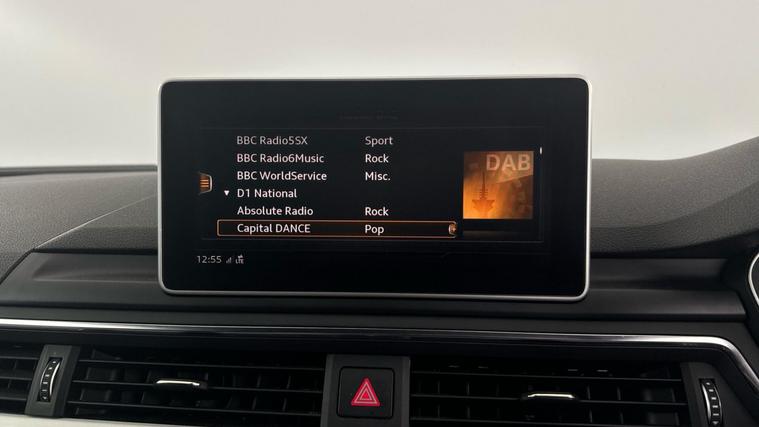 BBC Radio5SX Sport
BBC Radio6Music Rock
BBC WorldService Misc.
D1 National
Absolute Radio Rock
Capital DANCE Pop
DAB
12:55 LTE